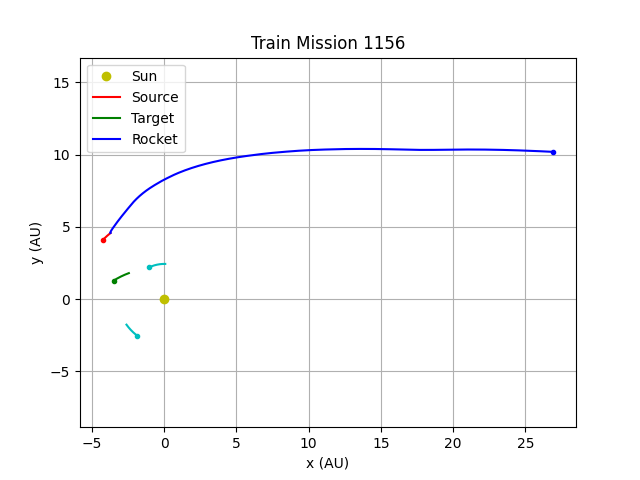 Train Mission 1156
Sun
Source
Target
Rocket
15
10
5
0
−5
y (AU)
−5 0 5 10 15 20 25
x (AU)